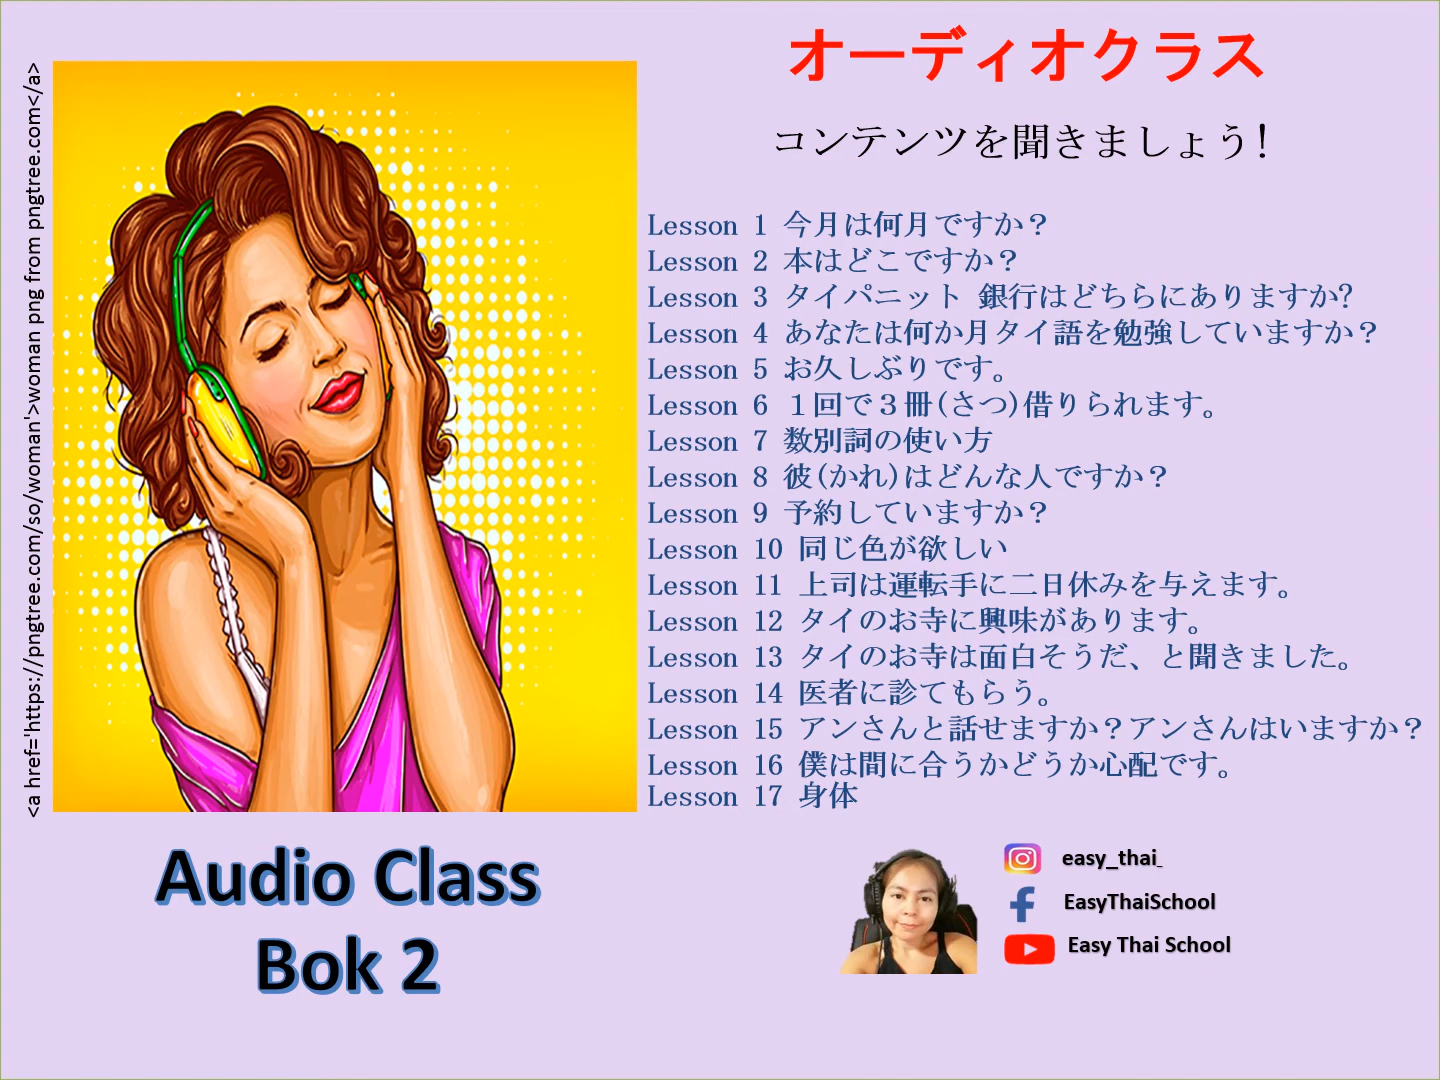 オーディオクラス
コンテンツを聞きましょう!
Lesson 1 今月は何月ですか？
Lesson 2 本はどこですか？
Lesson 3 タイパニット 銀行はどちらにありますか?
Lesson 4 あなたは何か月タイ語を勉強していますか？
Lesson 5 お久しぶりです。
Lesson 6 １回で３冊(さつ)借りられます。
Lesson 7 数別詞の使い方
Lesson 8 彼(かれ)はどんな人ですか？
Lesson 9 予約していますか？
Lesson 10 同じ色が欲しい
Lesson 11 上司は運転手に二日休みを与えます。
Lesson 12 タイのお寺に興味があります。
Lesson 13 タイのお寺は面白そうだ、と聞きました。
Lesson 14 医者に診てもらう。
Lesson 15 アンさんと話せますか？アンさんはいますか？
Lesson 16 僕は間に合うかどうか心配です。
Lesson 17 身体
<a href='https://pngtree.com/so/woman'>woman png from pngtree.com</a>
Audio Class
Bok 2
easy_thai_
EasyThaiSchool
Easy Thai School